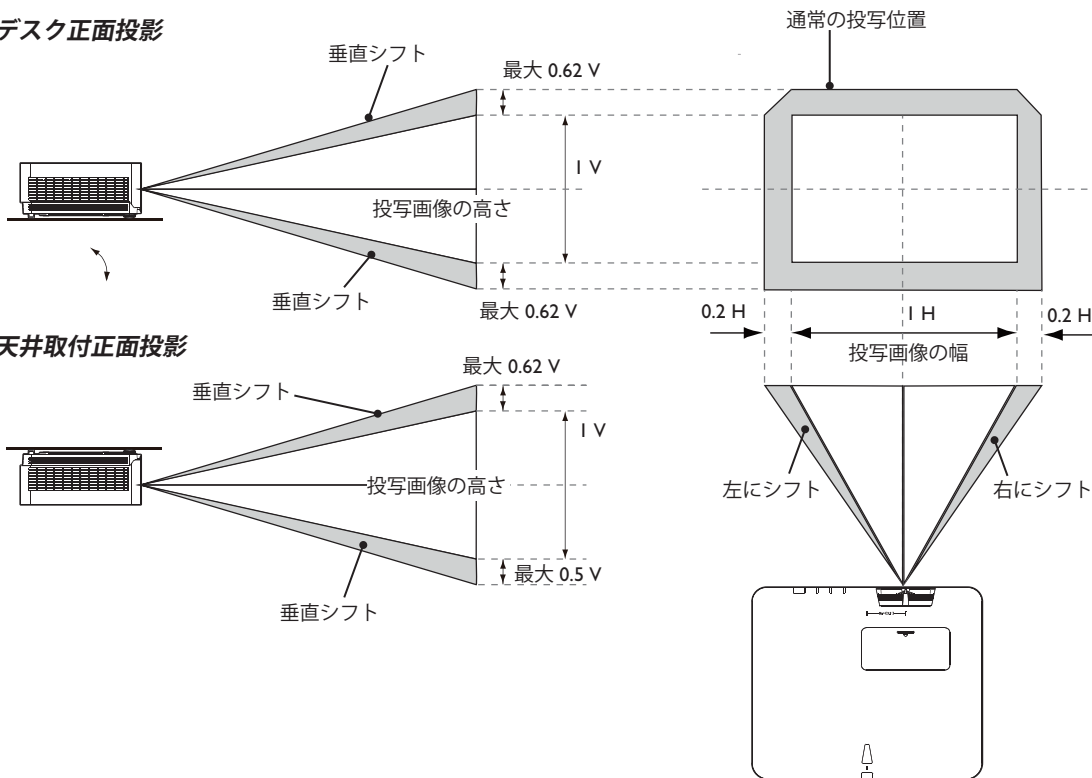 デスク正面投影
垂直シフト
最大 0.62 V
1 V
投写画像の高さ
垂直シフト
最大 0.62 V
通常の投写位置
0.2 H
1 H
0.2 H
投写画像の幅
左にシフト
右にシフト
天井取付正面投影
最大 0.62 V
垂直シフト
1 V
投写画像の高さ
最大 0.5 V
垂直シフト